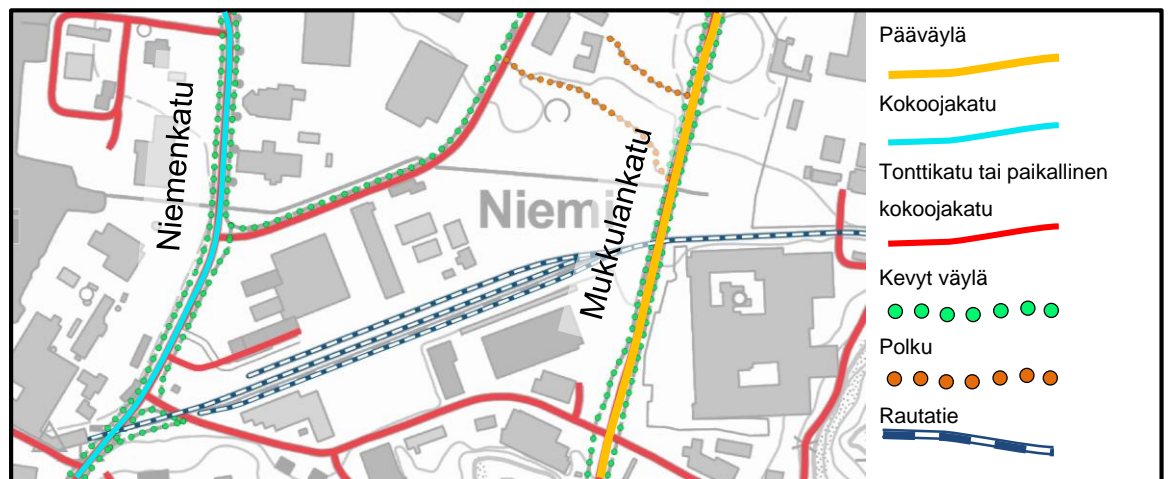 Niemenkatu
Niemi
Mukkulankatu
Pääväylä
Kokoojakatu
Tonttikatu tai paikallinen
kokoojakatu
Kevyt väylä
Polku
Rautatie